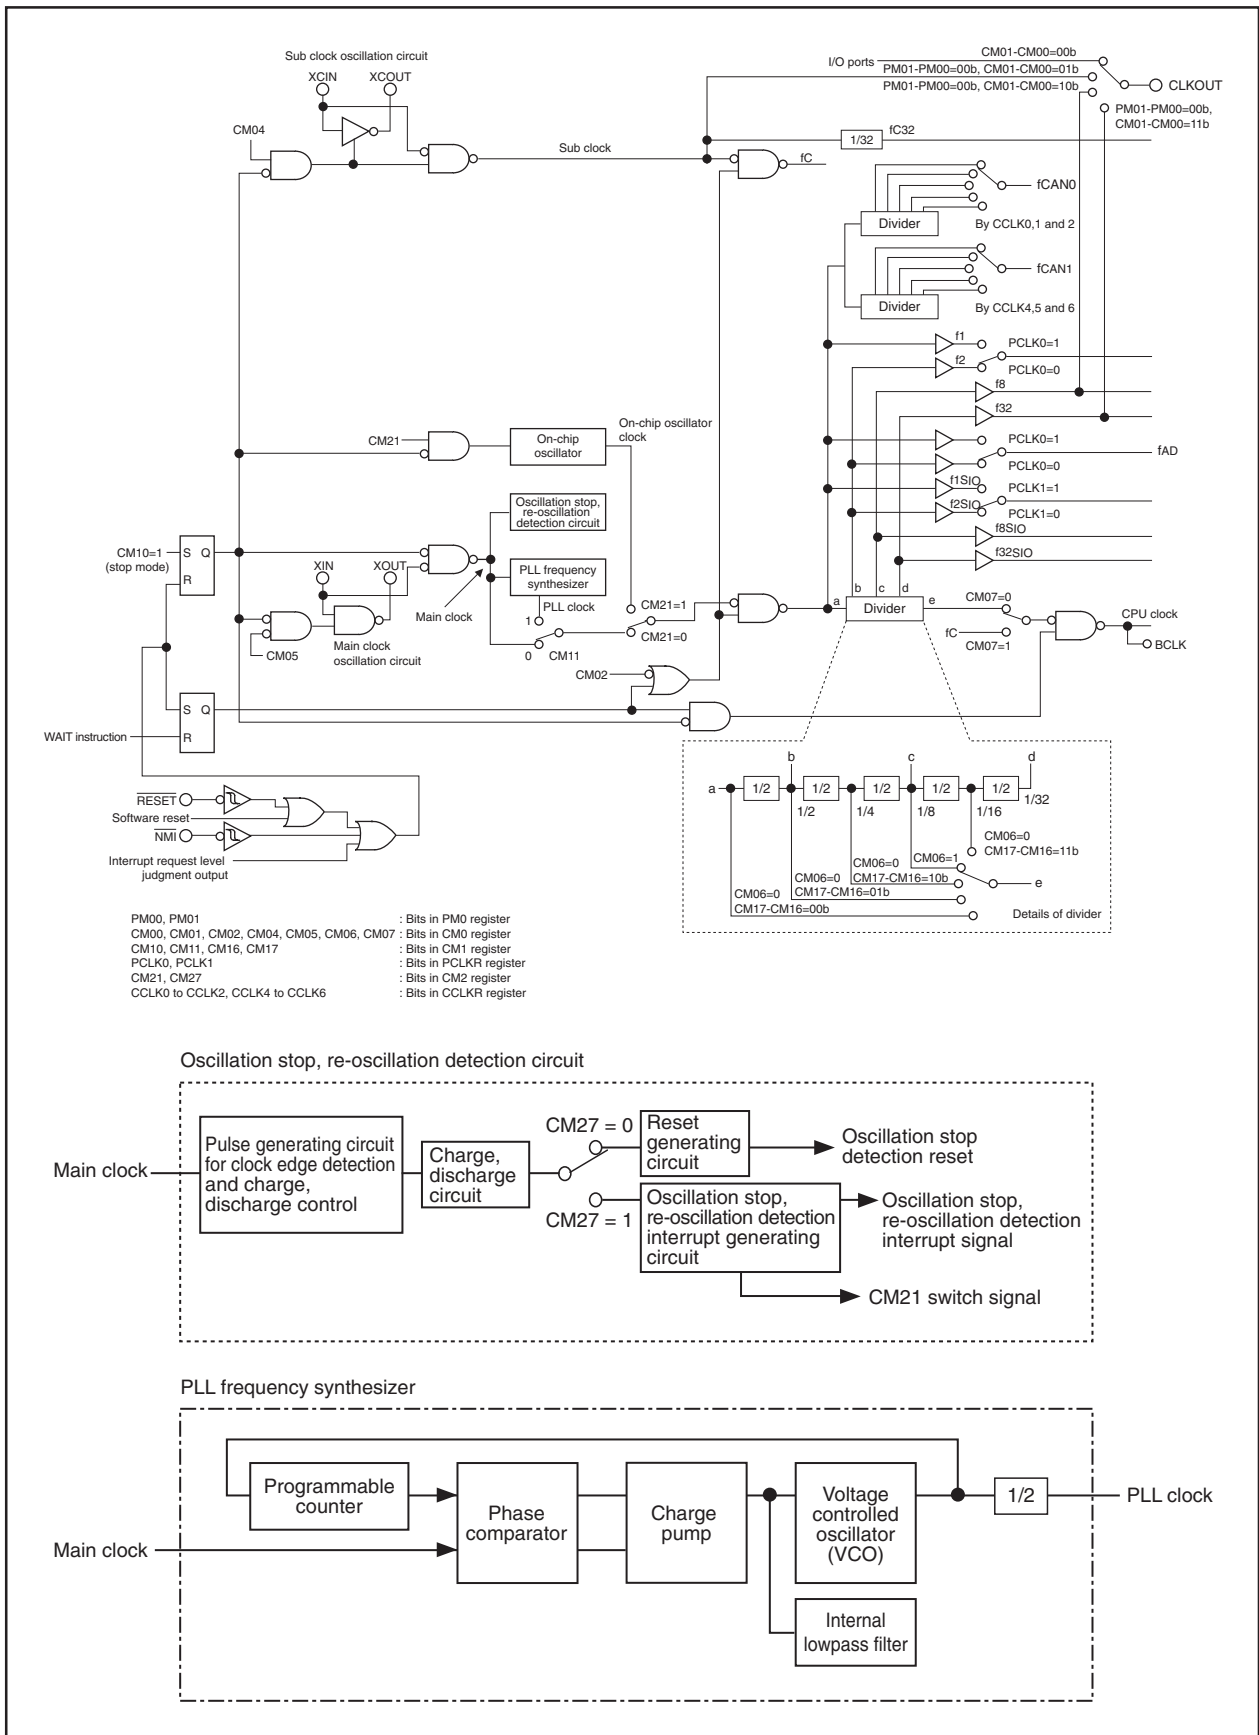 Sub clock oscillation circuit
XCIN
XCOUT
CM04
Sub clock
I/O ports
CM01-CM00=00b
PM01-PM00=00b, CM01-CM00=01b
PM01-PM00=00b, CM01-CM00=10b
CLKOUT
PM01-PM00=00b,
CM01-CM00=11b
1/32
fC32
fC
fCAN0
Divider
By CCLK0,1 and 2
fCAN1
Divider
By CCLK4,5 and 6
f1
PCLK0=1
f2
PCLK0=0
f8
f32
CM21
On-chip
oscillator
On-chip oscillator
clock
PCLK0=1
fAD
PCLK0=0
f1SIO
PCLK1=1
f2SIO
PCLK1=0
f8SIO
f32SIO
Oscillation stop,
re-oscillation
detection circuit
CM10=1
(stop mode)
S
Q
R
XIN
XOUT
PLL frequency
synthesizer
Main clock
PLL clock
1
0
CM11
CM21=1
CM21=0
CM05
Main clock
oscillation circuit
a
b
c
d
e
Divider
CM07=0
fC
CM07=1
CPU clock
BCLK
CM02
S
Q
R
WAIT instruction
RESET
Software reset
NMI
Interrupt request level
judgment output
b
c
d
a
1/2
1/2
1/2
1/2
1/2
1/2
1/4
1/8
1/16
1/32
CM06=0
CM17-CM16=11b
CM06=1
CM06=0
CM17-CM16=10b
CM06=0
CM17-CM16=01b
CM06=0
CM17-CM16=00b
e
Details of divider
PM00, PM01 : Bits in PM0 register
CM00, CM01, CM02, CM04, CM05, CM06, CM07 : Bits in CM0 register
CM10, CM11, CM16, CM17 : Bits in CM1 register
PCLK0, PCLK1 : Bits in PCLKR register
CM21, CM27 : Bits in CM2 register
CCLK0 to CCLK2, CCLK4 to CCLK6 : Bits in CCLKR register
Oscillation stop, re-oscillation detection circuit
Main clock
Pulse generating circuit
for clock edge detection
and charge,
discharge control
Charge,
discharge
circuit
CM27 = 0
CM27 = 1
Reset
generating
circuit
Oscillation stop
detection reset
Oscillation stop,
re-oscillation detection
interrupt generating
circuit
Oscillation stop,
re-oscillation detection
interrupt signal
CM21 switch signal
PLL frequency synthesizer
Programmable
counter
Main clock
Phase
comparator
Charge
pump
Voltage
controlled
oscillator
(VCO)
1/2
PLL clock
Internal
lowpass filter